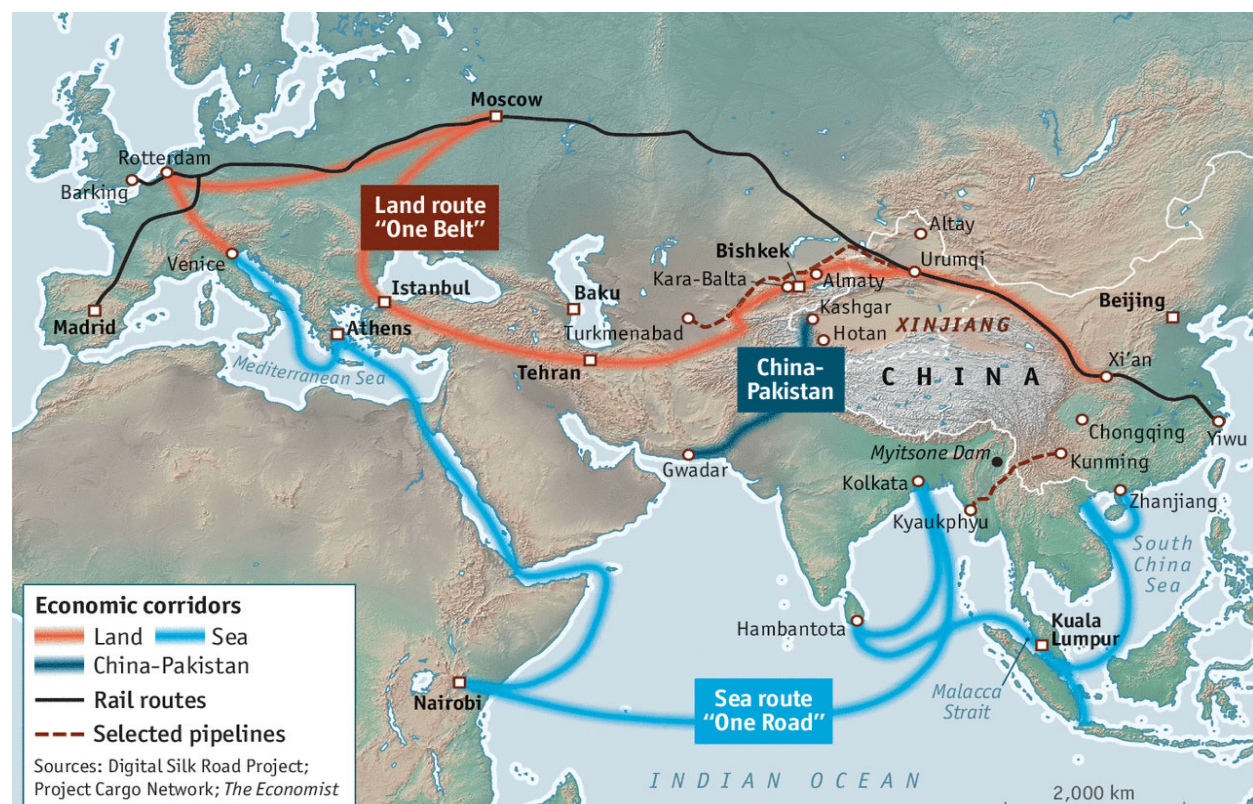 Moscow
Rotterdam
Barking
Land route
“One Belt”
Altay
Bishkek
Urumqi
Venice
Kara-Balta
Almaty
Istanbul
Baku
Kashgar
Beijing
Madrid
Athens
Turkmenabad
XINJIANG
Hotan
Mediterranean Sea
Tehran
China-
Pakistan
CHINA
Xi’an
Chongqing
Yiwu
Myitsone Dam
Gwadar
Kunming
Kolkata
Zhanjiang
Kyaukphyu
South
China
Sea
Economic corridors
Land
Sea
China-Pakistan
Rail routes
Selected pipelines
Sources: Digital Silk Road Project;
Project Cargo Network; The Economist
Hambantota
Kuala
Lumpur
Nairobi
Sea route
“One Road”
Malacca
Strait
INDIAN OCEAN
2,000 km